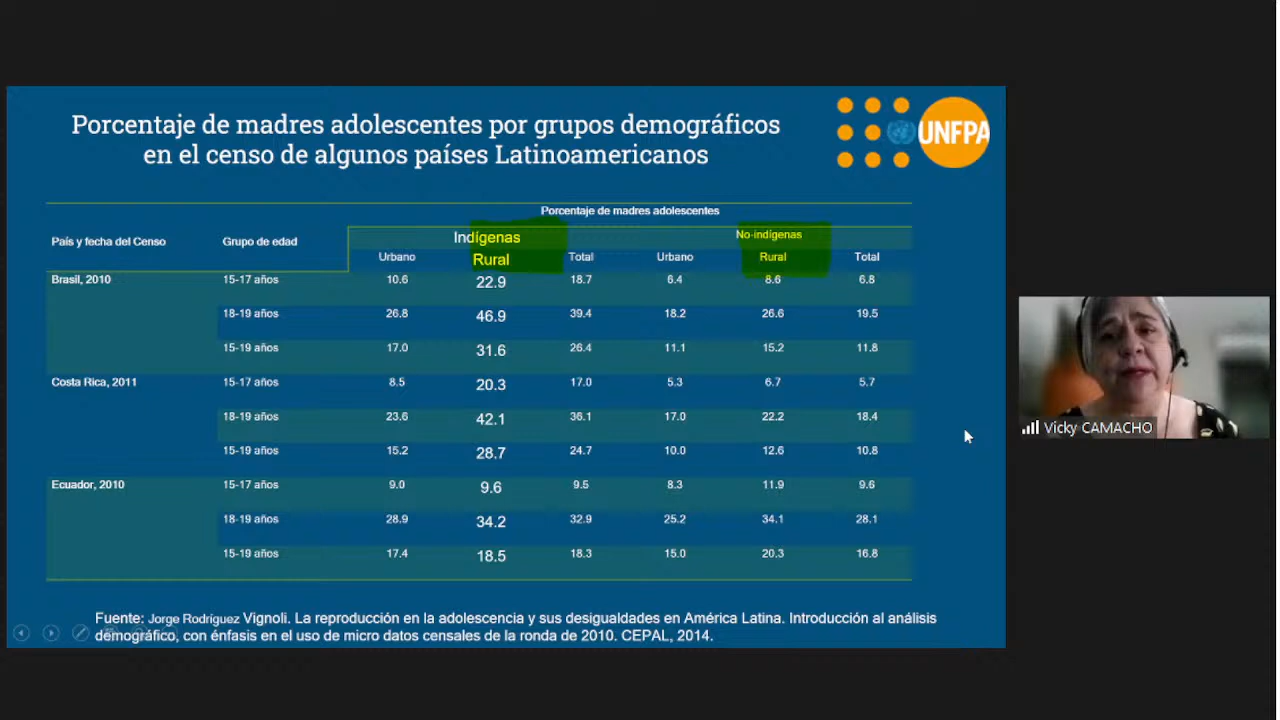 Porcentaje de madres adolescentes por grupos demográficos
en el censo de algunos países Latinoamericanos
UNFPA
Porcentaje de madres adolescentes
País y fecha del Censo Grupo de edad Indígenas No-indígenas
Urbano Rural Total Urbano Rural Total
Brasil, 2010 15-17 años 10.6 22.9 18.7 6.4 8.6 6.8
18-19 años 26.8 46.9 39.4 18.2 26.6 19.5
15-19 años 17.0 31.6 26.4 11.1 15.2 11.8
Costa Rica, 2011 15-17 años 8.5 20.3 17.0 5.3 6.7 5.7
18-19 años 23.6 42.1 36.1 17.0 22.2 18.4
15-19 años 15.2 28.7 24.7 10.0 12.6 10.8
Ecuador, 2010 15-17 años 9.0 9.6 9.5 8.3 11.9 9.6
18-19 años 28.9 34.2 32.9 25.2 34.1 28.1
15-19 años 17.4 18.5 18.3 15.0 20.3 16.8
Fuente: Jorge Rodríguez Vignoli. La reproducción en la adolescencia y sus desigualdades en América Latina. Introducción al análisis
demográfico, con énfasis en el uso de micro datos censales de la ronda de 2010. CEPAL, 2014.
Vicky CAMACHO